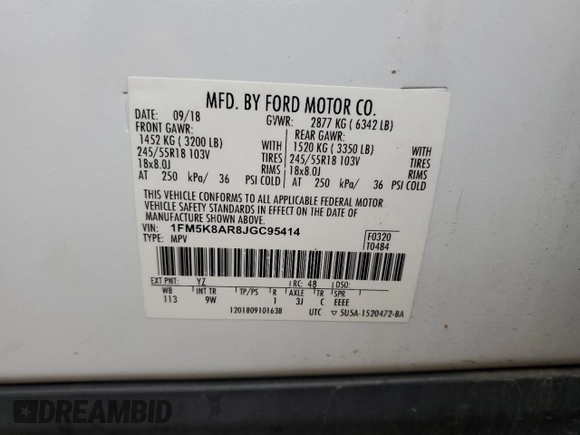 MFD. BY FORD MOTOR CO.
DATE: 09/18 GVWR: 2877 KG ( 6342 LB)
FRONT GAWR: REAR GAWR:
1452 KG ( 3200 LB) WITH 1520 KG ( 3350 LB) WITH
245/55R18 103V TIRES 245/55R18 103V TIRES
18x8.0J RIMS 18x8.0J RIMS
AT 250 kPa/ 36 PSI COLD AT 250 kPa/ 36 PSI COLD
THIS VEHICLE CONFORMS TO ALL APPLICABLE FEDERAL MOTOR
VEHICLE SAFETY STANDARDS IN EFFECT ON THE DATE OF
MANUFACTURE SHOWN ABOVE.
VIN: 1FM5K8AR8JGC95414 F0320
TYPE: MPV T0484
EXT PNT: YZ RC: 48 DSO:
WB INT TR TP/PS R AXLE TR SPR
113 9W 1 3J C EEEE
1201809101638 UTC ▽ 5U5A-1520472-BA
DREAMBID